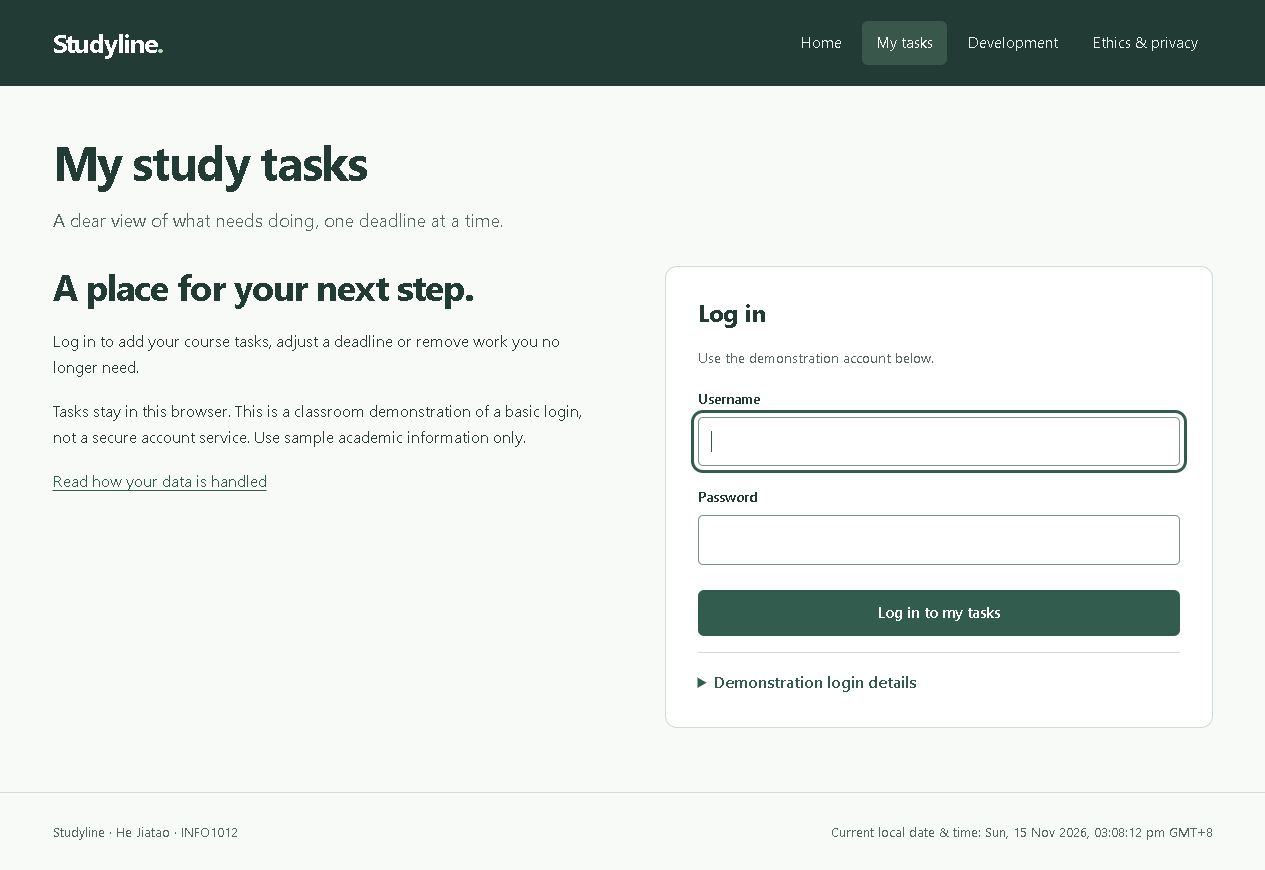 Studyline.
Home
My tasks
Development
Ethics & privacy
My study tasks
A clear view of what needs doing, one deadline at a time.
A place for your next step.
Log in to add your course tasks, adjust a deadline or remove work you no
longer need.
Tasks stay in this browser. This is a classroom demonstration of a basic login,
not a secure account service. Use sample academic information only.
Read how your data is handled
Log in
Use the demonstration account below.
Username
Password
Log in to my tasks
Demonstration login details
Studyline · He Jiatao · INFO1012
Current local date & time: Sun, 15 Nov 2026, 03:08:12 pm GMT+8